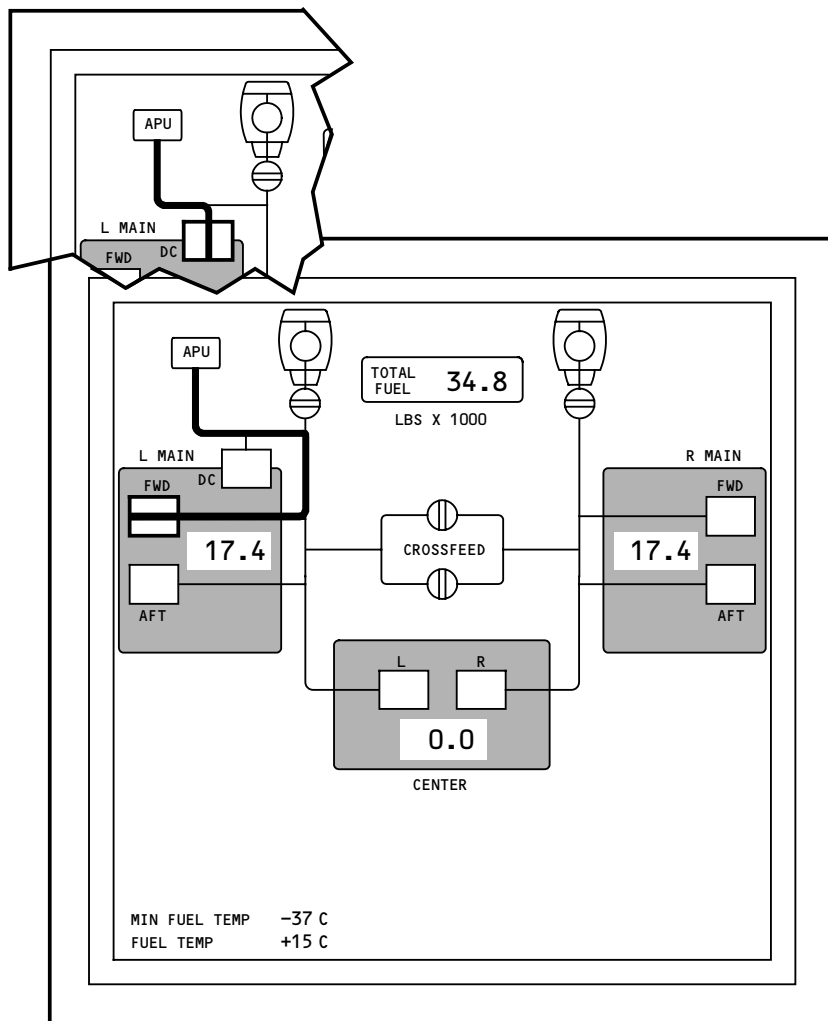 APU
L MAIN
DC
FWD
APU
TOTAL
FUEL
34.8
LBS X 1000
L MAIN
R MAIN
DC
FWD
FWD
17.4
CROSSFEED
17.4
AFT
AFT
L
R
0.0
CENTER
MIN FUEL TEMP -37 C
FUEL TEMP +15 C